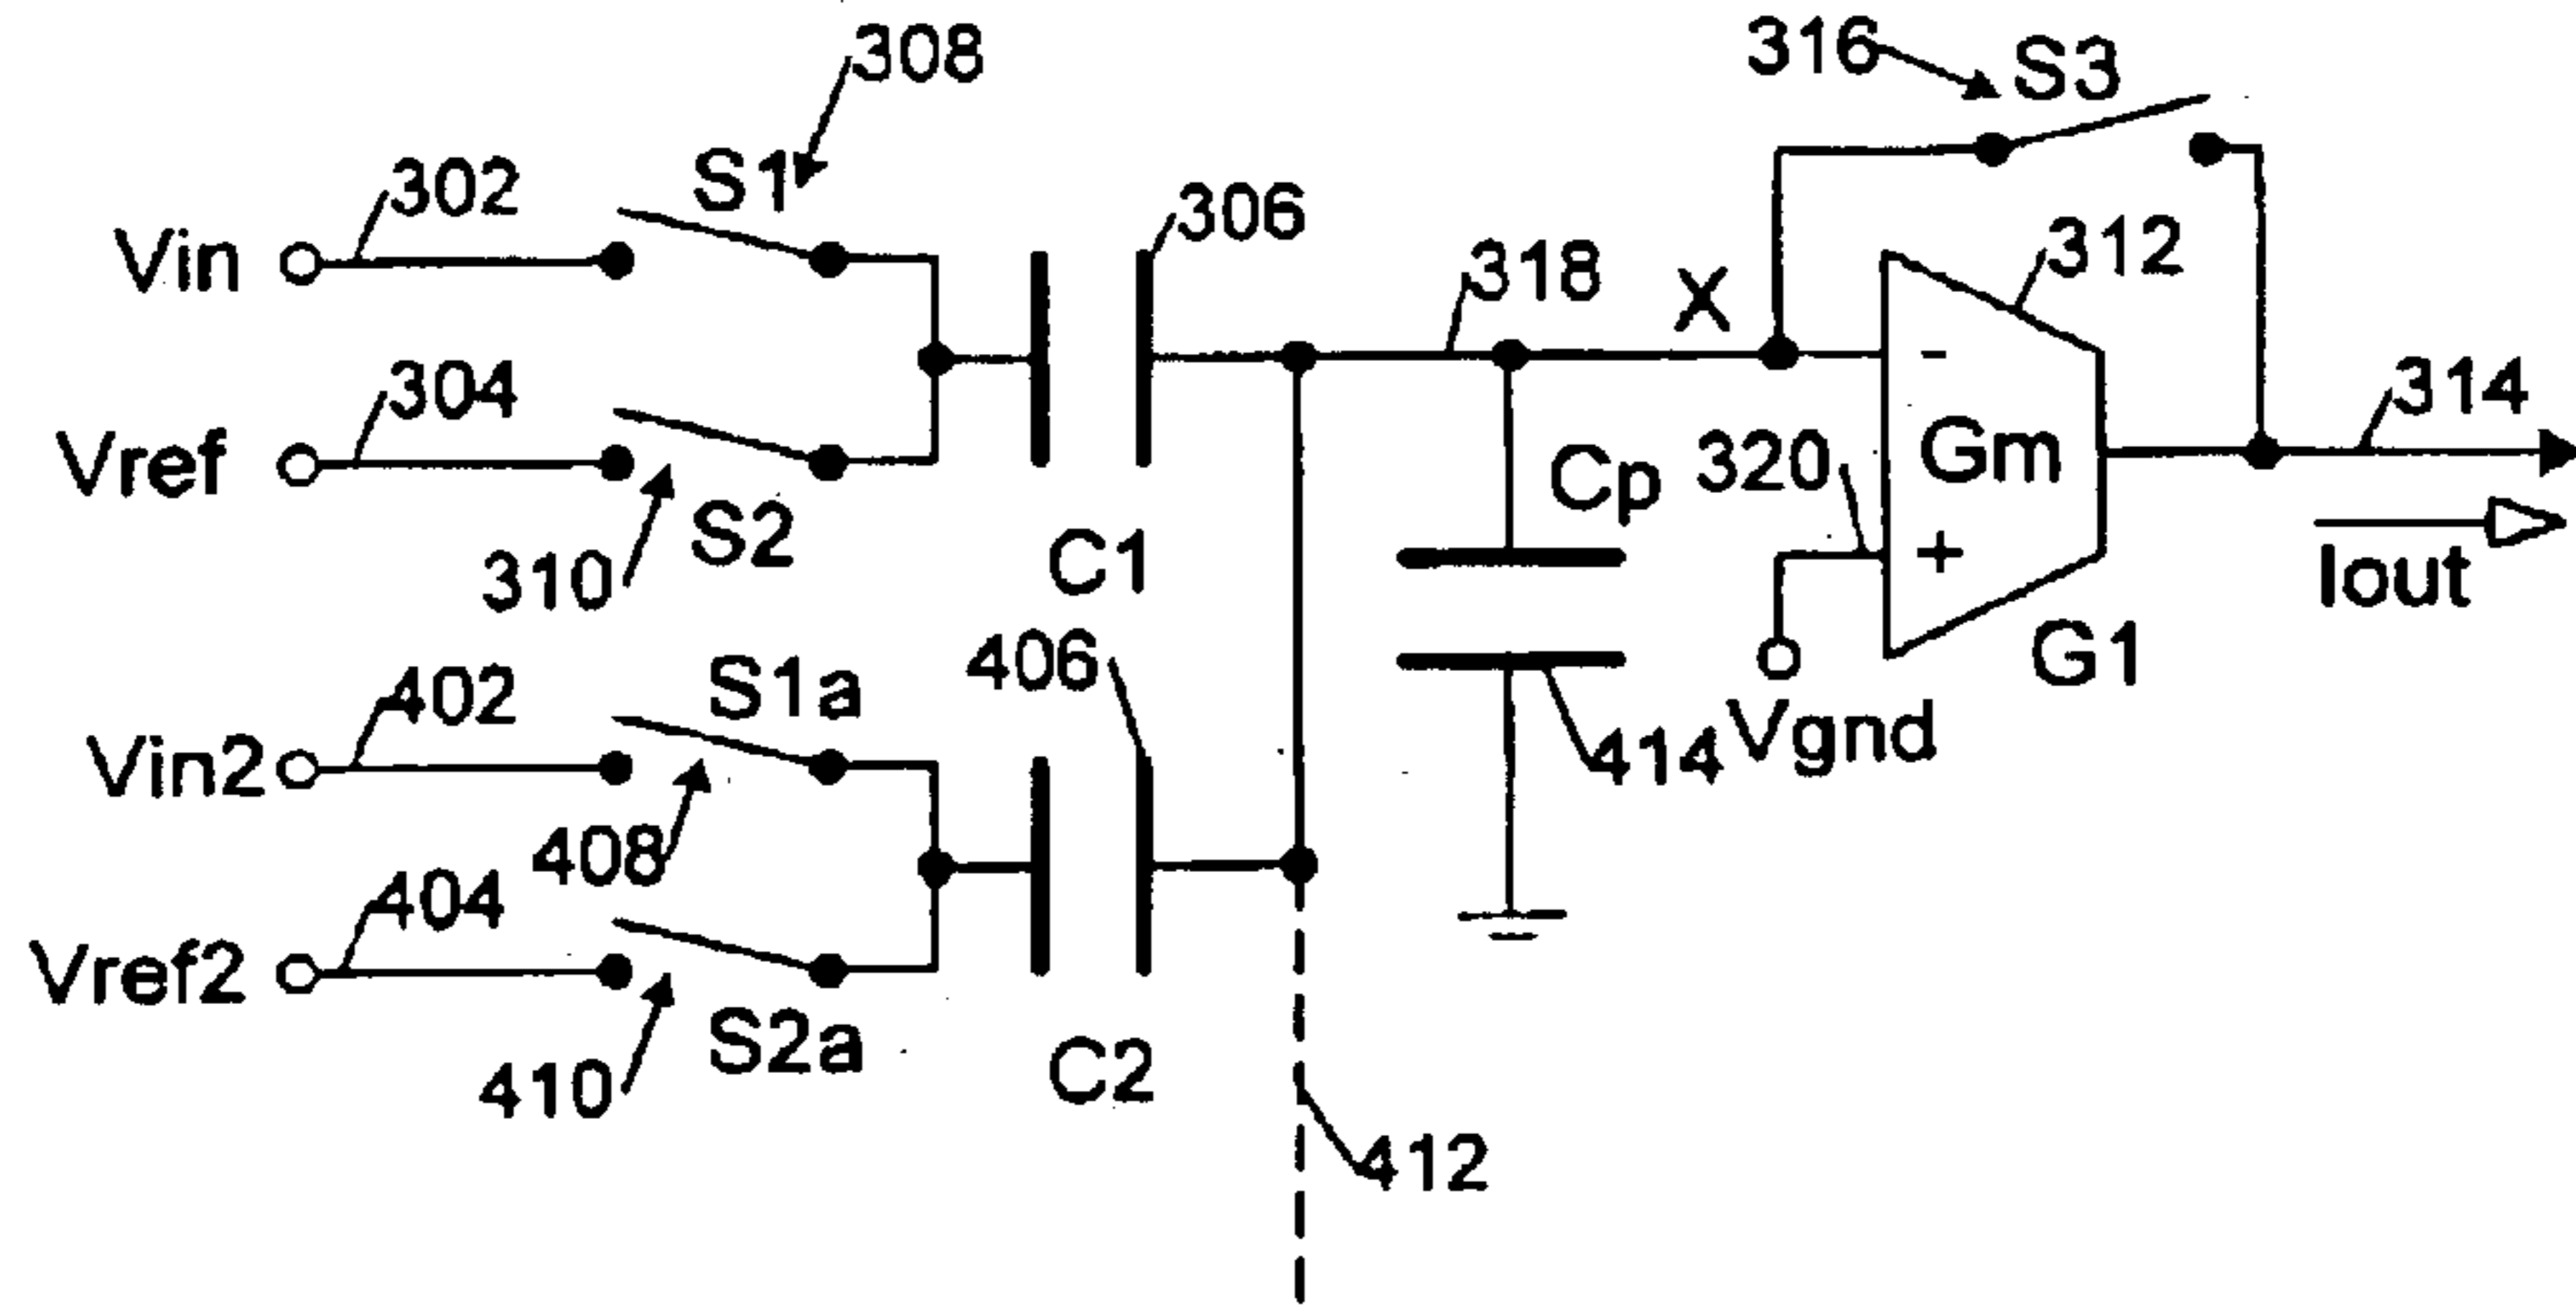 308
316
S3
302
S1
306
Vin
318
X
312
304
314
Vref
Cp
320
Gm
-
+
S2
310
C1
Iout
G1
406
S1a
402
Vin2
414
Vgnd
408
404
Vref2
S2a
410
C2
412